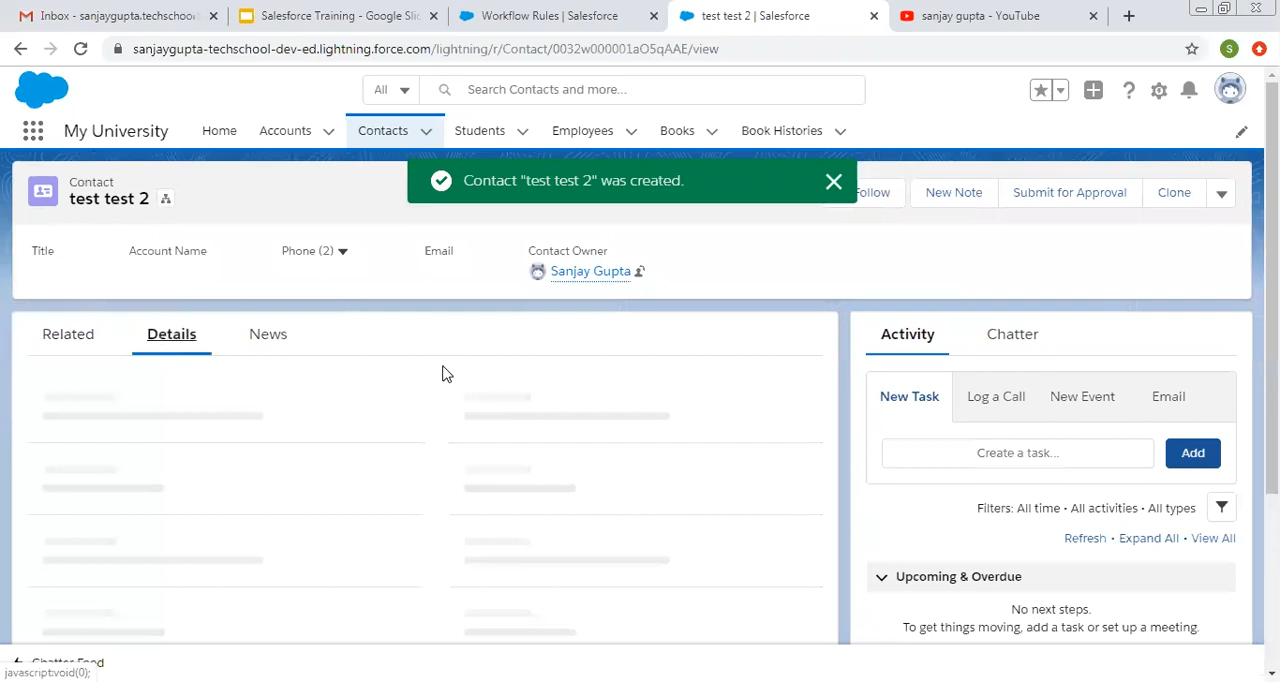 Inbox - sanjaygupta.techschool
Salesforce Training - Google Slid
Workflow Rules | Salesforce
test test 2 | Salesforce
sanjay gupta - YouTube
sanjaygupta-techschool-dev-ed.lightning.force.com/lightning/r/Contact/0032w000001aO5qAAE/view
S
All
Search Contacts and more...
My University
Home
Accounts
Contacts
Students
Employees
Books
Book Histories
Contact
test test 2
Contact "test test 2" was created.
Follow
New Note
Submit for Approval
Clone
Title
Account Name
Phone (2)
Email
Contact Owner
Sanjay Gupta
Related
Details
News
Activity
Chatter
New Task
Log a Call
New Event
Email
Create a task...
Add
Filters: All time • All activities • All types
Refresh • Expand All • View All
Upcoming & Overdue
No next steps.
To get things moving, add a task or set up a meeting.
Chatter Feed
javascript:void(0);